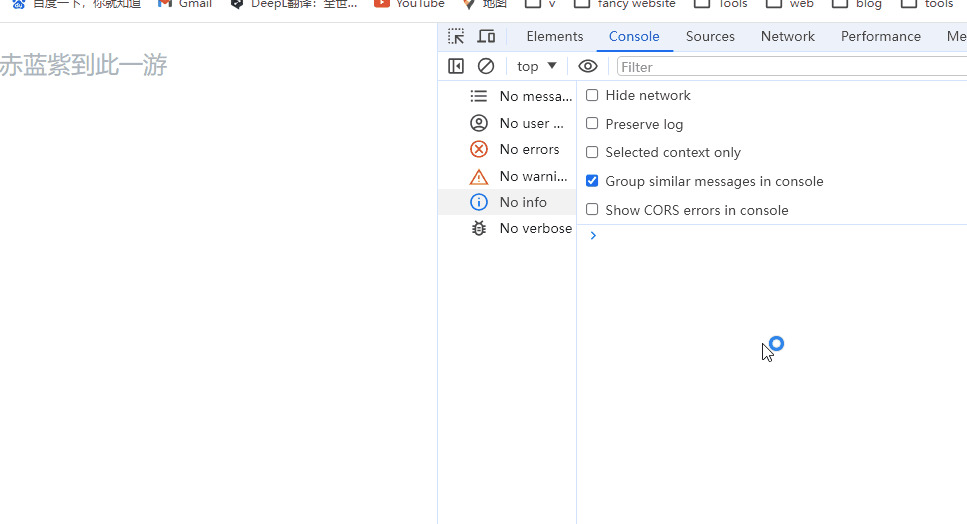 百度一下，你就知道 Gmail DeepL翻译：全世... YouTube 地图 v fancy website Tools web blog tools
赤蓝紫到此一游
Elements Console Sources Network Performance Me
top Filter
No messa...
No user ...
No errors
No warni...
No info
No verbose
Hide network
Preserve log
Selected context only
Group similar messages in console
Show CORS errors in console